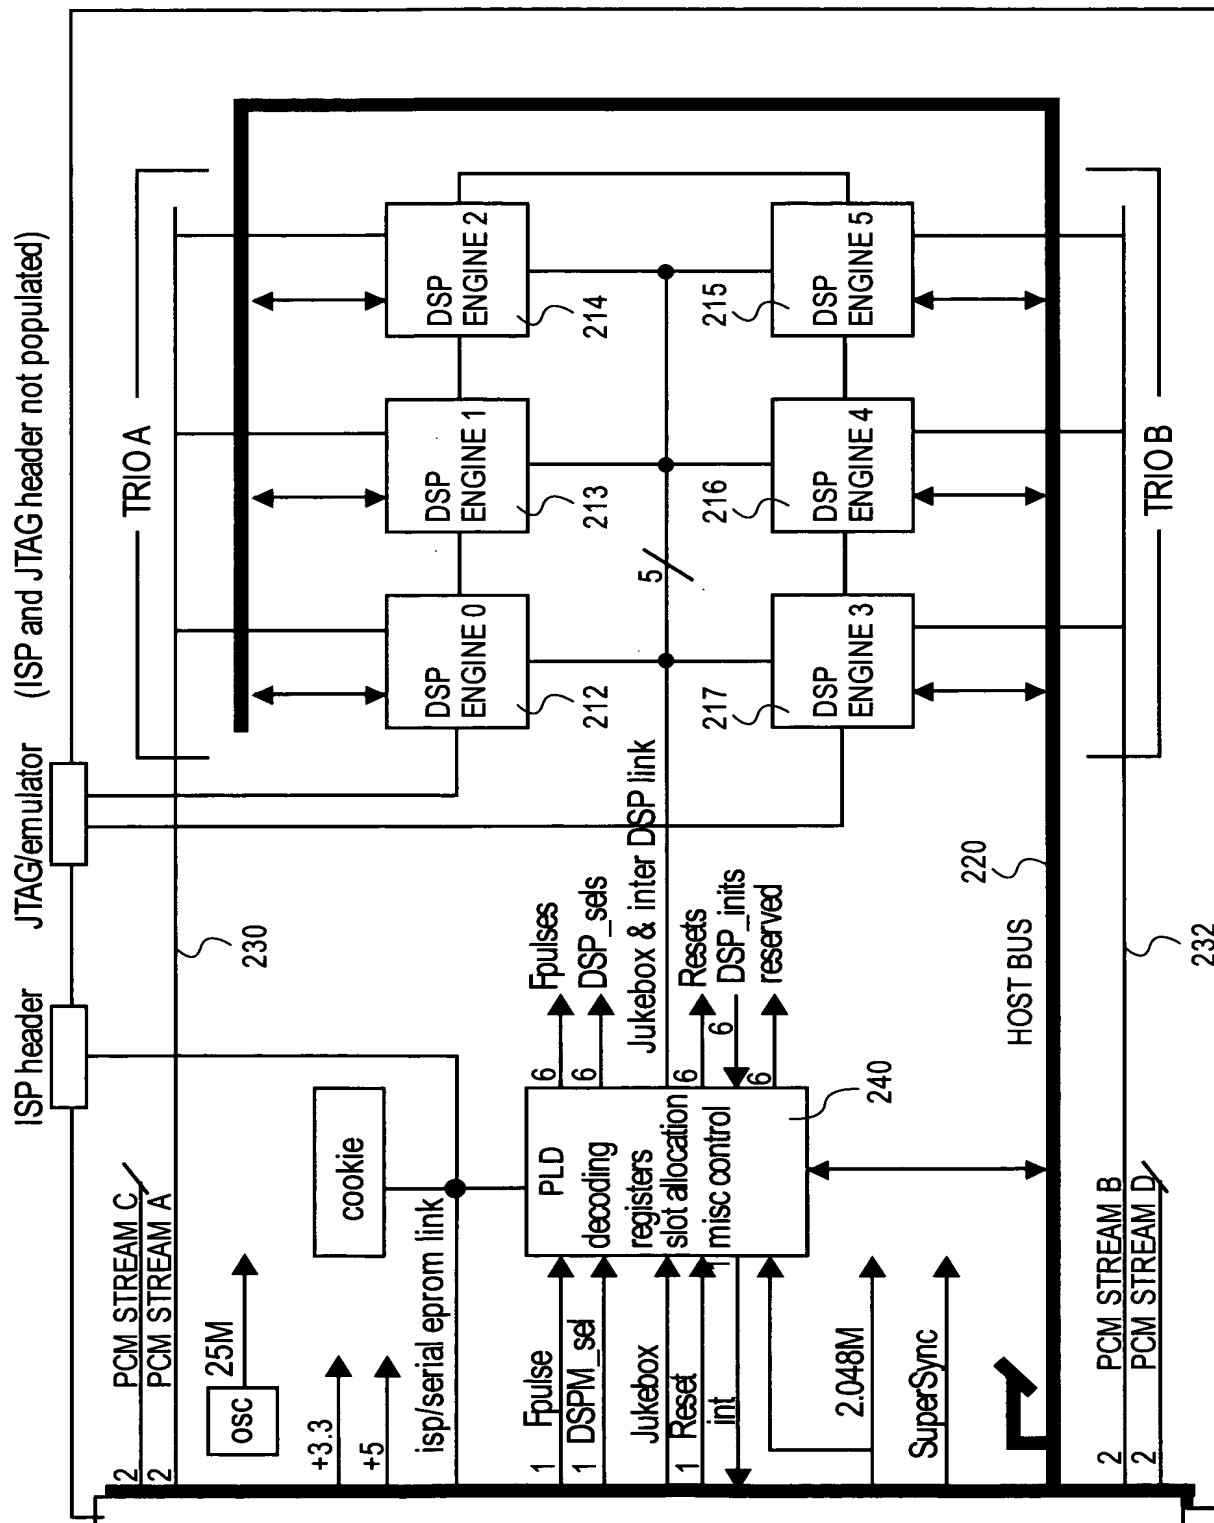 ISP header
JTAG/emulator
(ISP and JTAG header not populated)
2
PCM STREAM C
2
PCM STREAM A
230
TRIO A
osc
25M
+3.3
+5
cookie
isp/serial eprom link
DSP
ENGINE 0
212
DSP
ENGINE 1
213
DSP
ENGINE 2
214
1
Fpulse
1
DSPM_sel
Jukebox
1
Reset
int
1
PLD
decoding
registers
slot allocation
misc control
240
6
Fpulses
6
DSP_sels
Jukebox & inter DSP link
5
6
Resets
6
DSP_inits
6
reserved
217
DSP
ENGINE 3
216
DSP
ENGINE 4
215
DSP
ENGINE 5
2.048M
SuperSync
HOST BUS
220
2
PCM STREAM B
2
PCM STREAM D
232
TRIO B